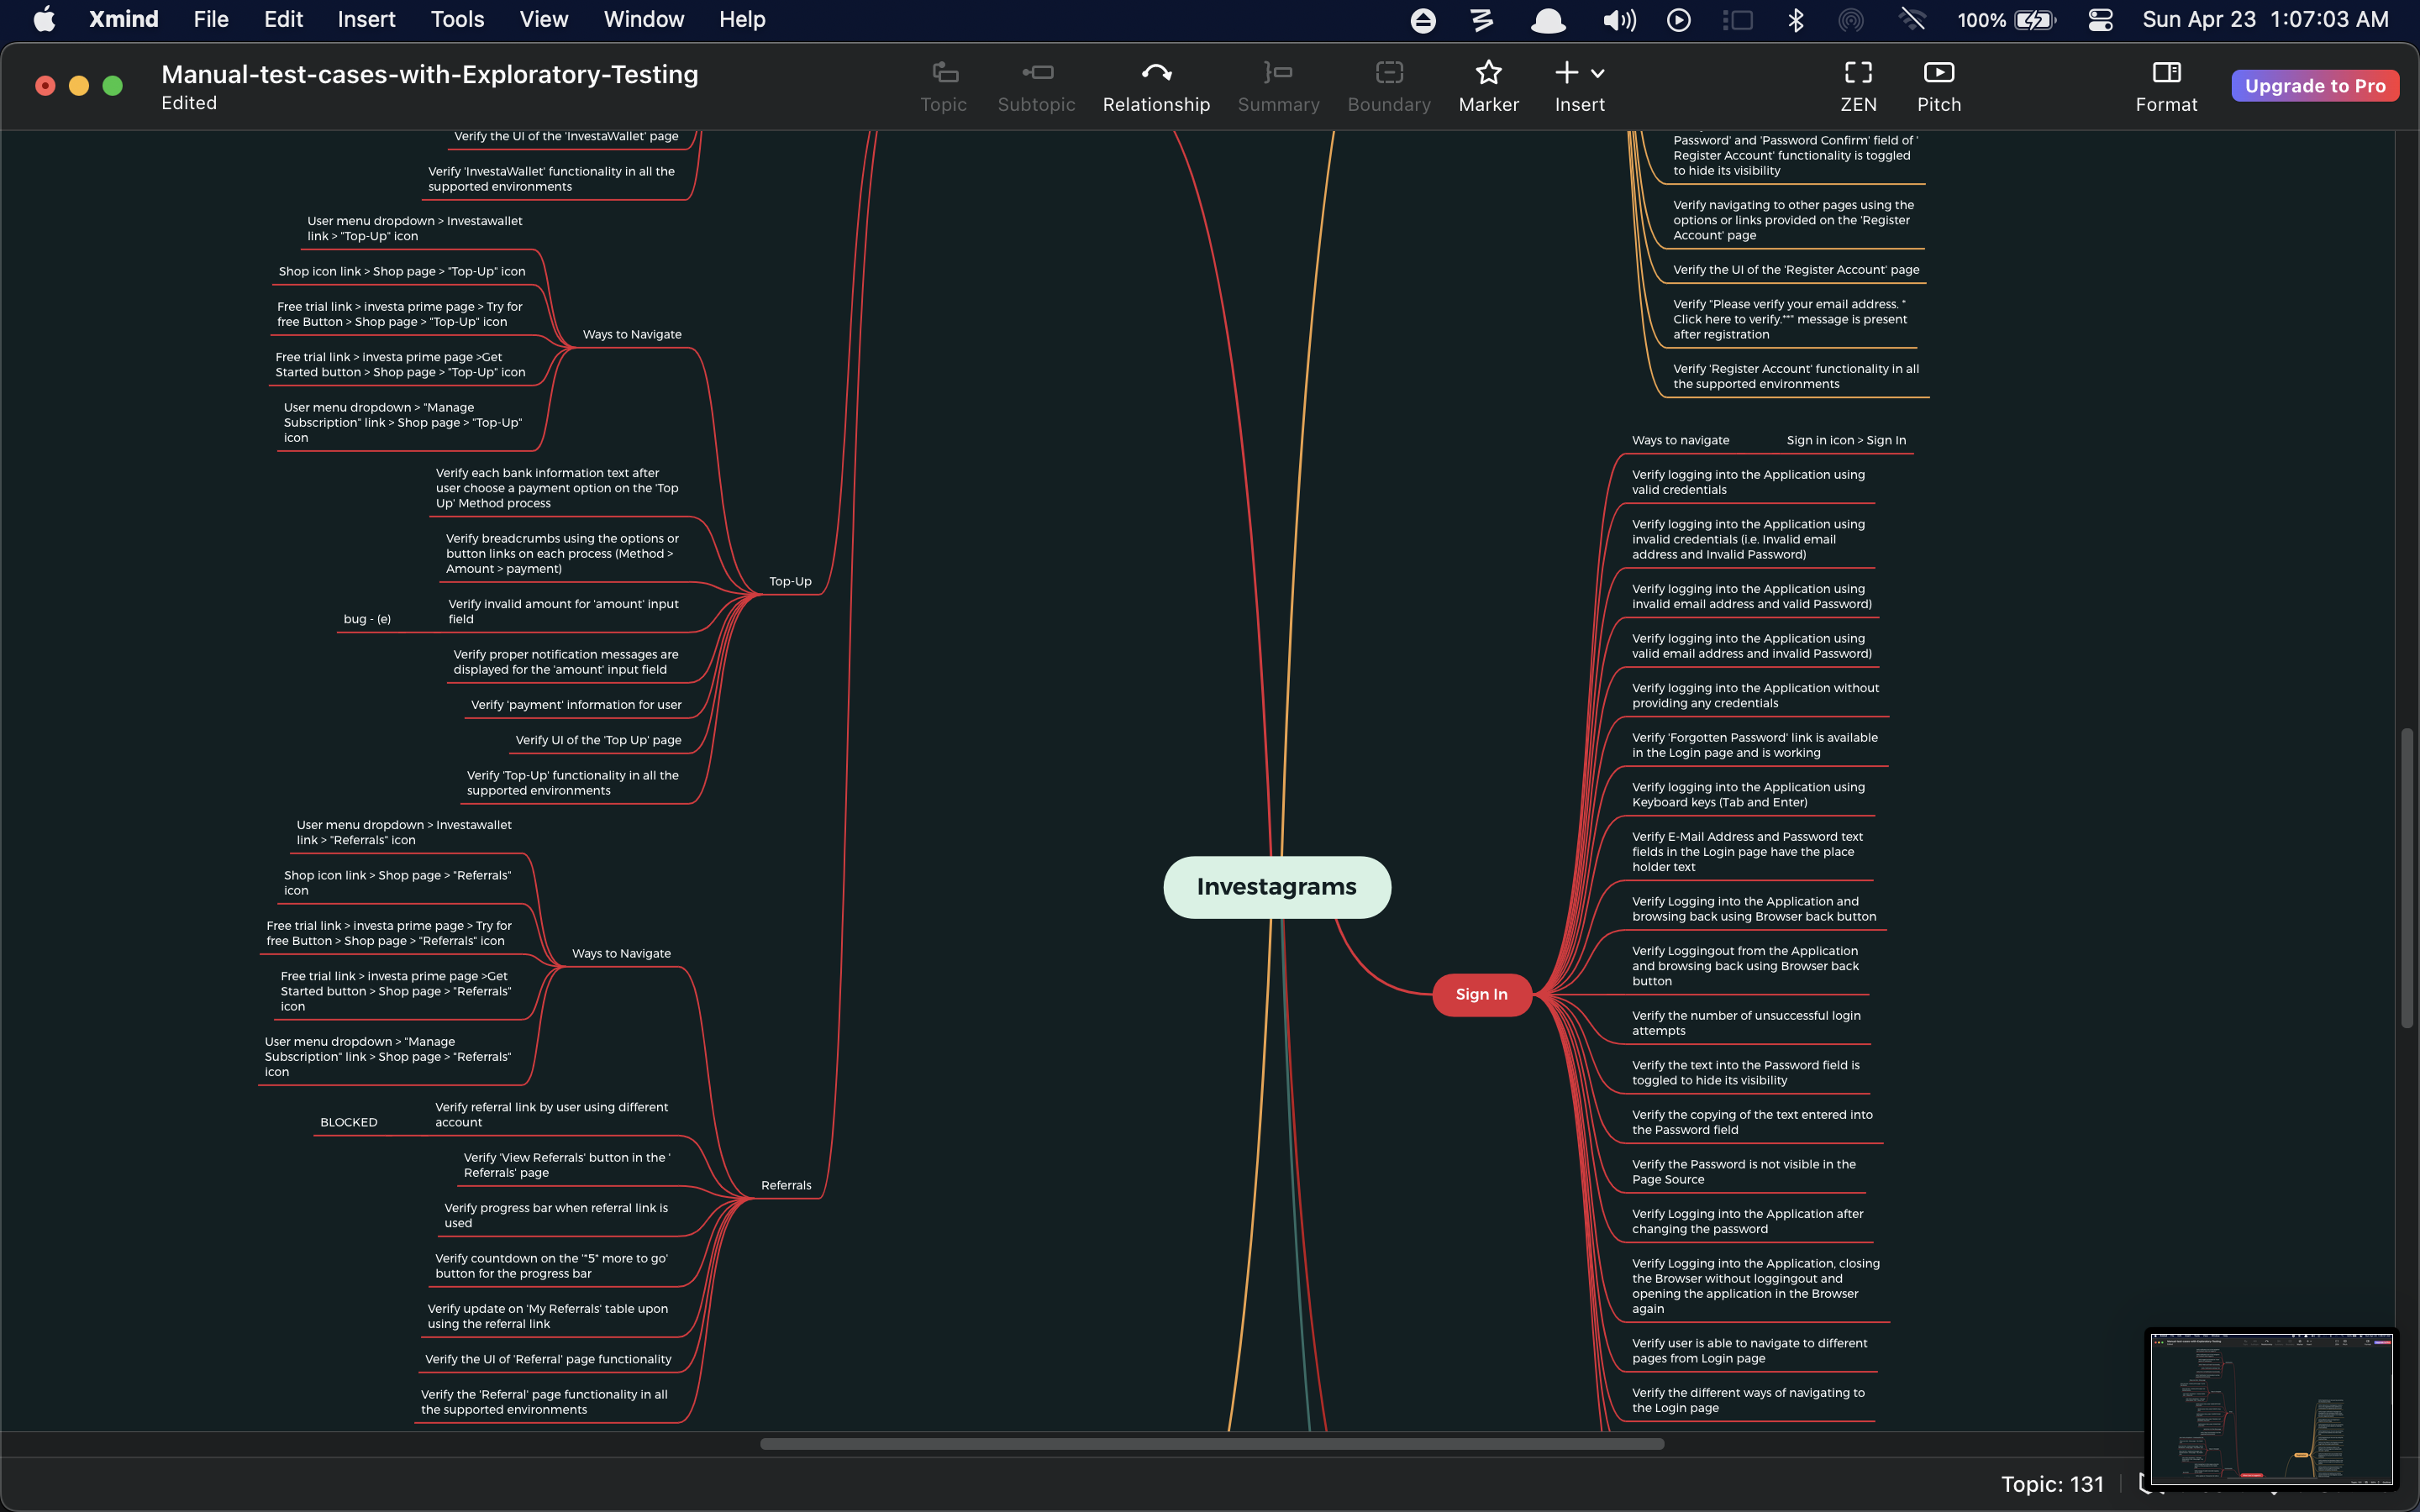 Xmind File Edit Insert Tools View Window Help
100% Sun Apr 23 1:07:03 AM
Manual-test-cases-with-Exploratory-Testing
Edited
Topic Subtopic Relationship Summary Boundary Marker Insert
ZEN Pitch Format Upgrade to Pro
Verify the UI of the 'InvestaWallet' page
Verify 'InvestaWallet' functionality in all the
supported environments
User menu dropdown > Investawallet
link > "Top-Up" icon
Shop icon link > Shop page > "Top-Up" icon
Free trial link > investa prime page > Try for
free Button > Shop page > "Top-Up" icon
Free trial link > investa prime page >Get
Started button > Shop page > "Top-Up" icon
User menu dropdown > "Manage
Subscription" link > Shop page > "Top-Up"
icon
Ways to Navigate
Verify each bank information text after
user choose a payment option on the 'Top
Up' Method process
Verify breadcrumbs using the options or
button links on each process (Method >
Amount > payment)
Verify invalid amount for 'amount' input
field
bug - (e)
Verify proper notification messages are
displayed for the 'amount' input field
Verify 'payment' information for user
Verify UI of the 'Top Up' page
Verify 'Top-Up' functionality in all the
supported environments
Top-Up
User menu dropdown > Investawallet
link > "Referrals" icon
Shop icon link > Shop page > "Referrals"
icon
Free trial link > investa prime page > Try for
free Button > Shop page > "Referrals" icon
Free trial link > investa prime page >Get
Started button > Shop page > "Referrals"
icon
User menu dropdown > "Manage
Subscription" link > Shop page > "Referrals"
icon
Ways to Navigate
Verify referral link by user using different
account
BLOCKED
Verify 'View Referrals' button in the '
Referrals' page
Verify progress bar when referral link is
used
Verify countdown on the '*5* more to go'
button for the progress bar
Verify update on 'My Referrals' table upon
using the referral link
Verify the UI of 'Referral' page functionality
Verify the 'Referral' page functionality in all
the supported environments
Referrals
Investagrams
Sign In
Password' and 'Password Confirm' field of '
Register Account' functionality is toggled
to hide its visibility
Verify navigating to other pages using the
options or links provided on the 'Register
Account' page
Verify the UI of the 'Register Account' page
Verify "Please verify your email address. *
Click here to verify.**" message is present
after registration
Verify 'Register Account' functionality in all
the supported environments
Ways to navigate Sign in icon > Sign In
Verify logging into the Application using
valid credentials
Verify logging into the Application using
invalid credentials (i.e. Invalid email
address and Invalid Password)
Verify logging into the Application using
invalid email address and valid Password)
Verify logging into the Application using
valid email address and invalid Password)
Verify logging into the Application without
providing any credentials
Verify 'Forgotten Password' link is available
in the Login page and is working
Verify logging into the Application using
Keyboard keys (Tab and Enter)
Verify E-Mail Address and Password text
fields in the Login page have the place
holder text
Verify Logging into the Application and
browsing back using Browser back button
Verify Loggingout from the Application
and browsing back using Browser back
button
Verify the number of unsuccessful login
attempts
Verify the text into the Password field is
toggled to hide its visibility
Verify the copying of the text entered into
the Password field
Verify the Password is not visible in the
Page Source
Verify Logging into the Application after
changing the password
Verify Logging into the Application, closing
the Browser without loggingout and
opening the application in the Browser
again
Verify user is able to navigate to different
pages from Login page
Verify the different ways of navigating to
the Login page
Topic: 131